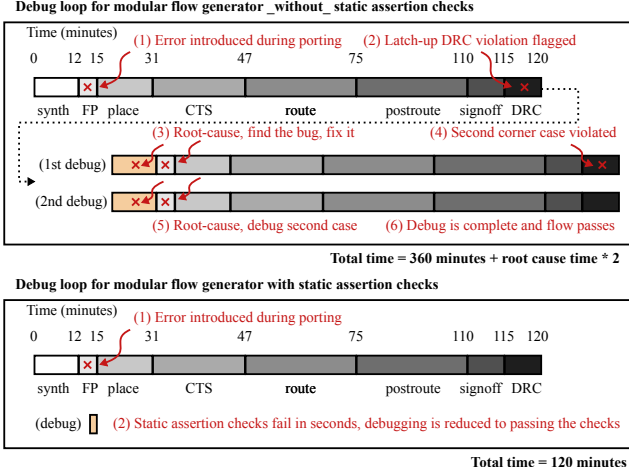 Debug loop for modular flow generator _without_ static assertion checks
Time (minutes)
(1) Error introduced during porting
(2) Latch-up DRC violation flagged
0 12 15 31 47 75 110 115 120
synth FP place CTS route postroute signoff DRC
(3) Root-cause, find the bug, fix it
(4) Second corner case violated
(1st debug)
(2nd debug)
(5) Root-cause, debug second case
(6) Debug is complete and flow passes
Total time = 360 minutes + root cause time * 2
Debug loop for modular flow generator with static assertion checks
Time (minutes)
(1) Error introduced during porting
0 12 15 31 47 75 110 115 120
synth FP place CTS route postroute signoff DRC
(debug) (2) Static assertion checks fail in seconds, debugging is reduced to passing the checks
Total time = 120 minutes